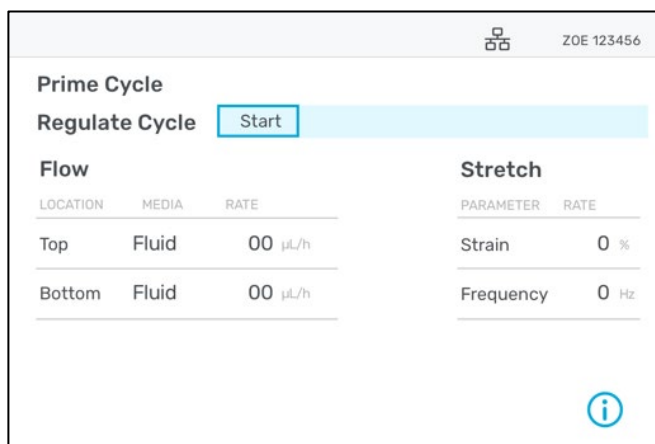 ZOE 123456
Prime Cycle
Regulate Cycle Start
Flow
LOCATION MEDIA RATE
Top Fluid 00 µL/h
Bottom Fluid 00 µL/h
Stretch
PARAMETER RATE
Strain 0 %
Frequency 0 Hz
i